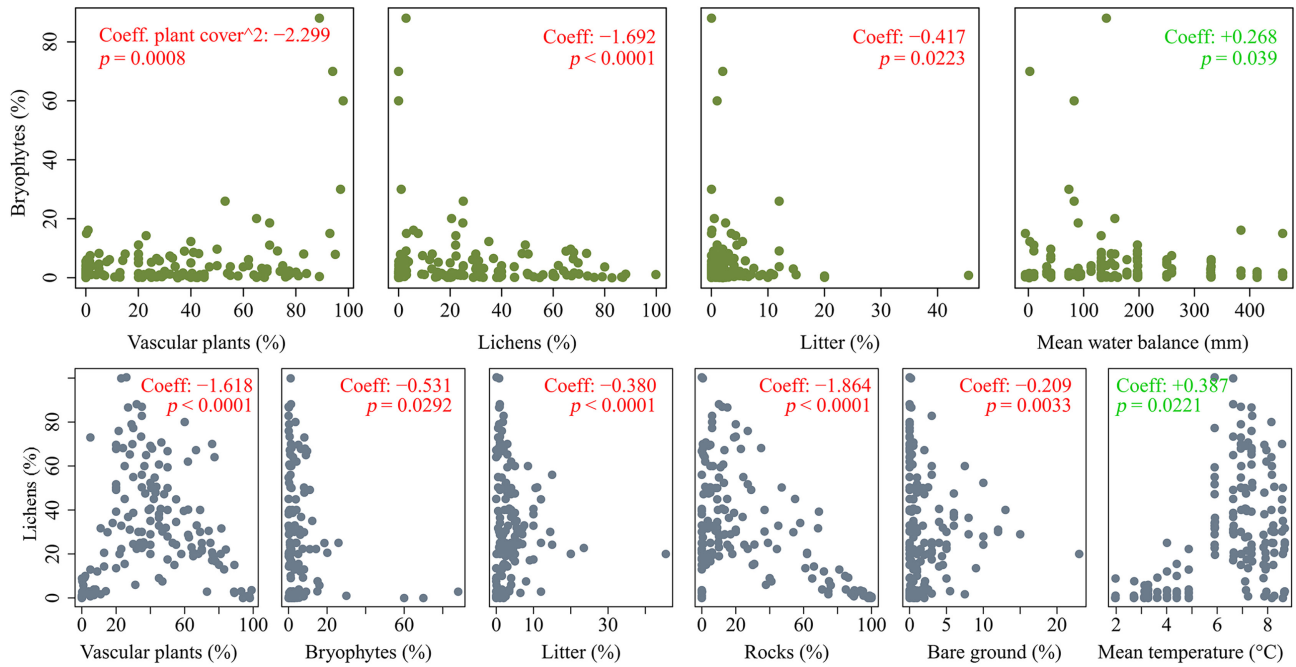 Coeff. plant cover^2: −2.299
p = 0.0008
Coeff: −1.692
p < 0.0001
Coeff: −0.417
p = 0.0223
Coeff: +0.268
p = 0.039
Bryophytes (%)
0 20 40 60 80
0 20 40 60 80 100
0 20 40 60 80 100
0 10 20 30 40
0 100 200 300 400
Vascular plants (%)
Lichens (%)
Litter (%)
Mean water balance (mm)
Coeff: −1.618
p < 0.0001
Coeff: −0.531
p = 0.0292
Coeff: −0.380
p < 0.0001
Coeff: −1.864
p < 0.0001
Coeff: −0.209
p = 0.0033
Coeff: +0.387
p = 0.0221
Lichens (%)
0 20 40 60 80
0 20 60 100
0 20 60
0 10 30
0 20 60 100
0 5 10 20
2 4 6 8
Vascular plants (%)
Bryophytes (%)
Litter (%)
Rocks (%)
Bare ground (%)
Mean temperature (°C)